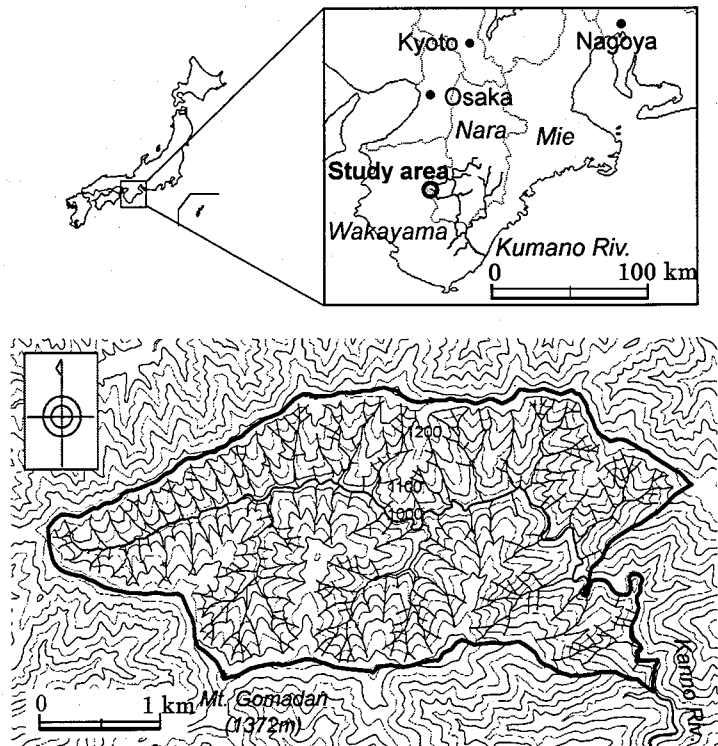 Kyoto
Nagoya
Osaka
Nara
Mie
Study area
Wakayama
Kumano Riv.
0 100 km
1200
1100
1000
Kanno Riv.
0 1 km
Mt. Gomadan
(1372m)